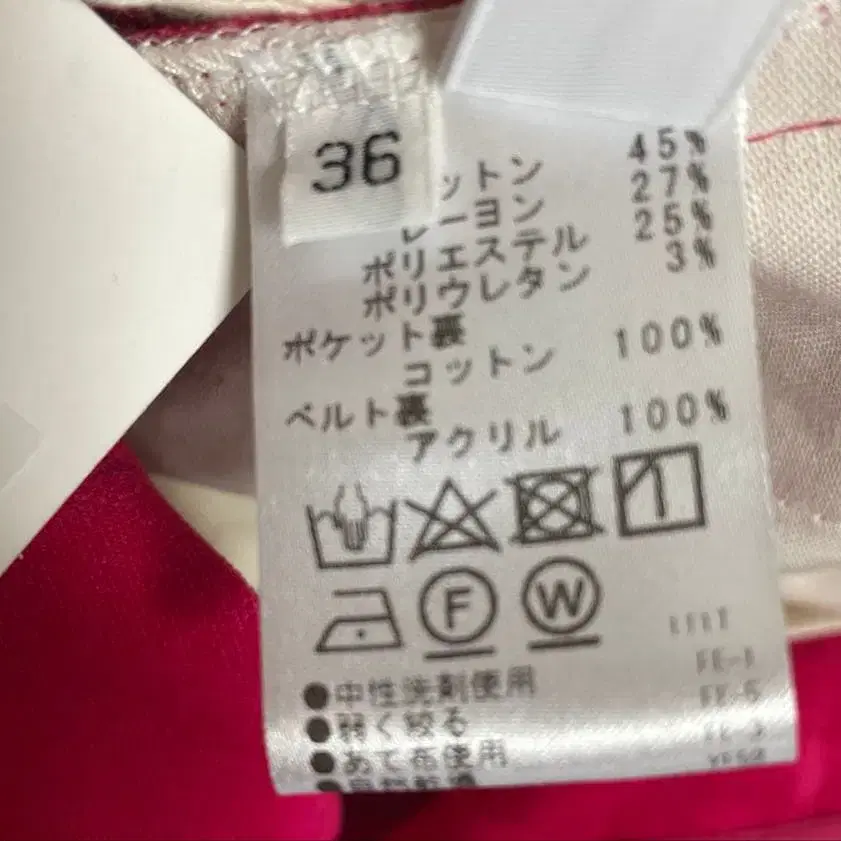 36
ットン 45%
レーヨン 27%
ポリエステル 25%
ポリウレタン 3%
ポケット裏
コットン 100%
ベルト裏
アクリル 100%
F W
●中性洗剤使用
●弱く絞る
●あて布使用